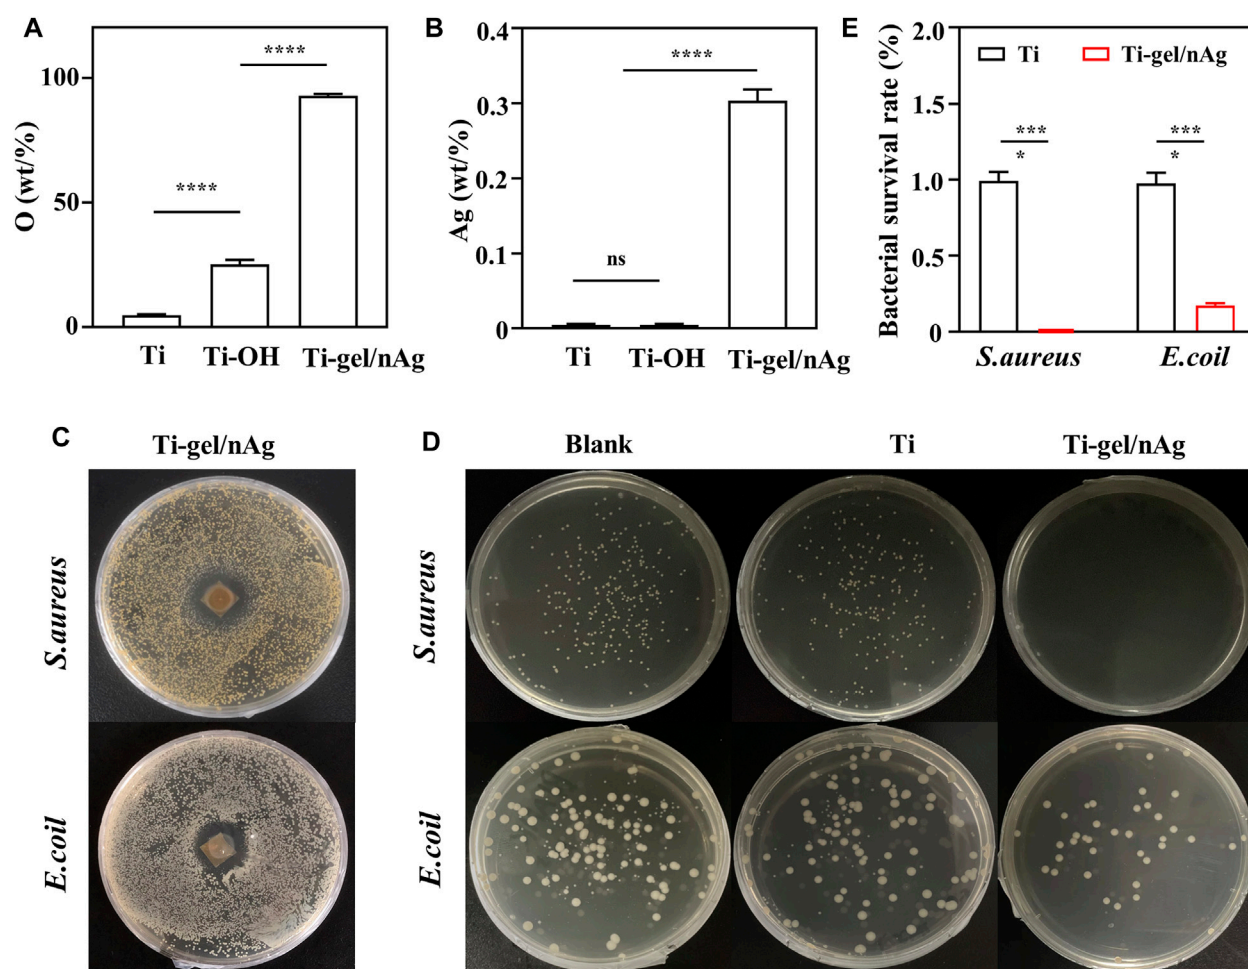 A
O (wt/%)
100
50
0
****
****
Ti
Ti-OH
Ti-gel/nAg
B
Ag (wt/%)
0.4
0.3
0.2
0.1
0
ns
****
Ti
Ti-OH
Ti-gel/nAg
E
Bacterial survival rate (%)
2.0
1.5
1.0
0.5
0
Ti
Ti-gel/nAg
***
*
***
*
S.aureus
E.coil
C
Ti-gel/nAg
S.aureus
E.coil
D
Blank
Ti
Ti-gel/nAg
S.aureus
E.coil